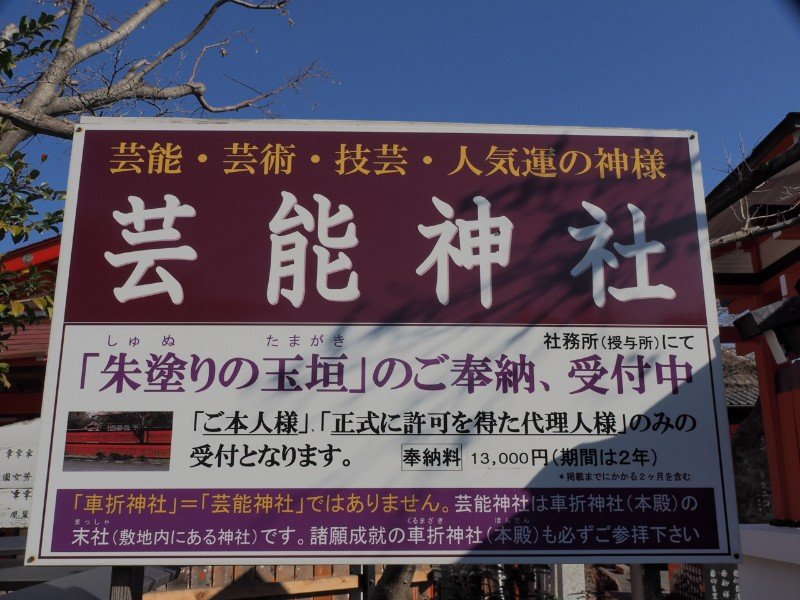 芸能・芸術・技芸・人気運の神様
芸能神社
しゅぬ たまがき
社務所(授与所)にて
「朱塗りの玉垣」のご奉納、受付中
「ご本人様」、「正式に許可を得た代理人様」のみの
受付となります。
奉納料 13,000円(期間は2年)
*掲載までにかかる2ヶ月を含む
「車折神社」=「芸能神社」ではありません。芸能神社は車折神社(本殿)の
まっしゃ くるまざき ほんでん
末社(敷地内にある神社)です。諸願成就の車折神社(本殿)も必ずご参拝下さい